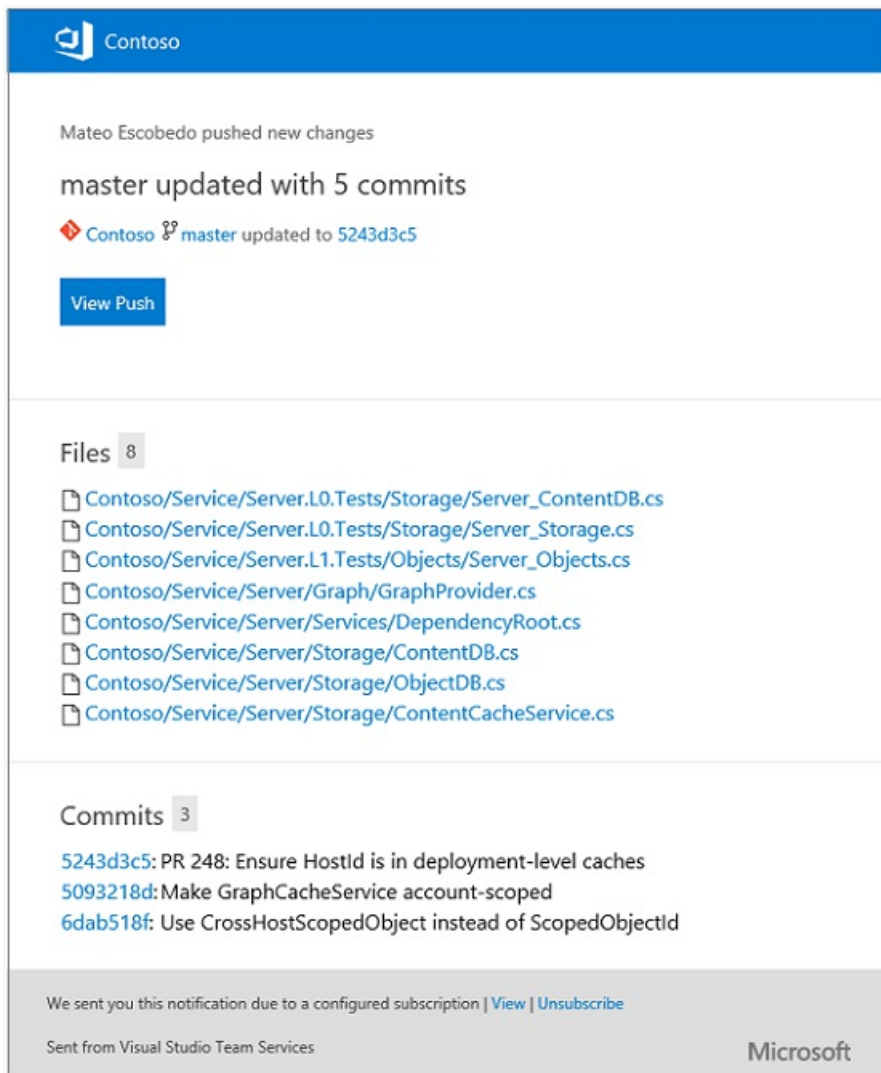 Contoso
Mateo Escobedo pushed new changes
master updated with 5 commits
Contoso master updated to 5243d3c5
View Push
Files 8
Contoso/Service/Server.L0.Tests/Storage/Server_ContentDB.cs
Contoso/Service/Server.L0.Tests/Storage/Server_Storage.cs
Contoso/Service/Server.L1.Tests/Objects/Server_Objects.cs
Contoso/Service/Server/Graph/GraphProvider.cs
Contoso/Service/Server/Services/DependencyRoot.cs
Contoso/Service/Server/Storage/ContentDB.cs
Contoso/Service/Server/Storage/ObjectDB.cs
Contoso/Service/Server/Storage/ContentCacheService.cs
Commits 3
5243d3c5: PR 248: Ensure HostId is in deployment-level caches
5093218d: Make GraphCacheService account-scoped
6dab518f: Use CrossHostScopedObject instead of ScopedObjectId
We sent you this notification due to a configured subscription | View | Unsubscribe
Sent from Visual Studio Team Services
Microsoft